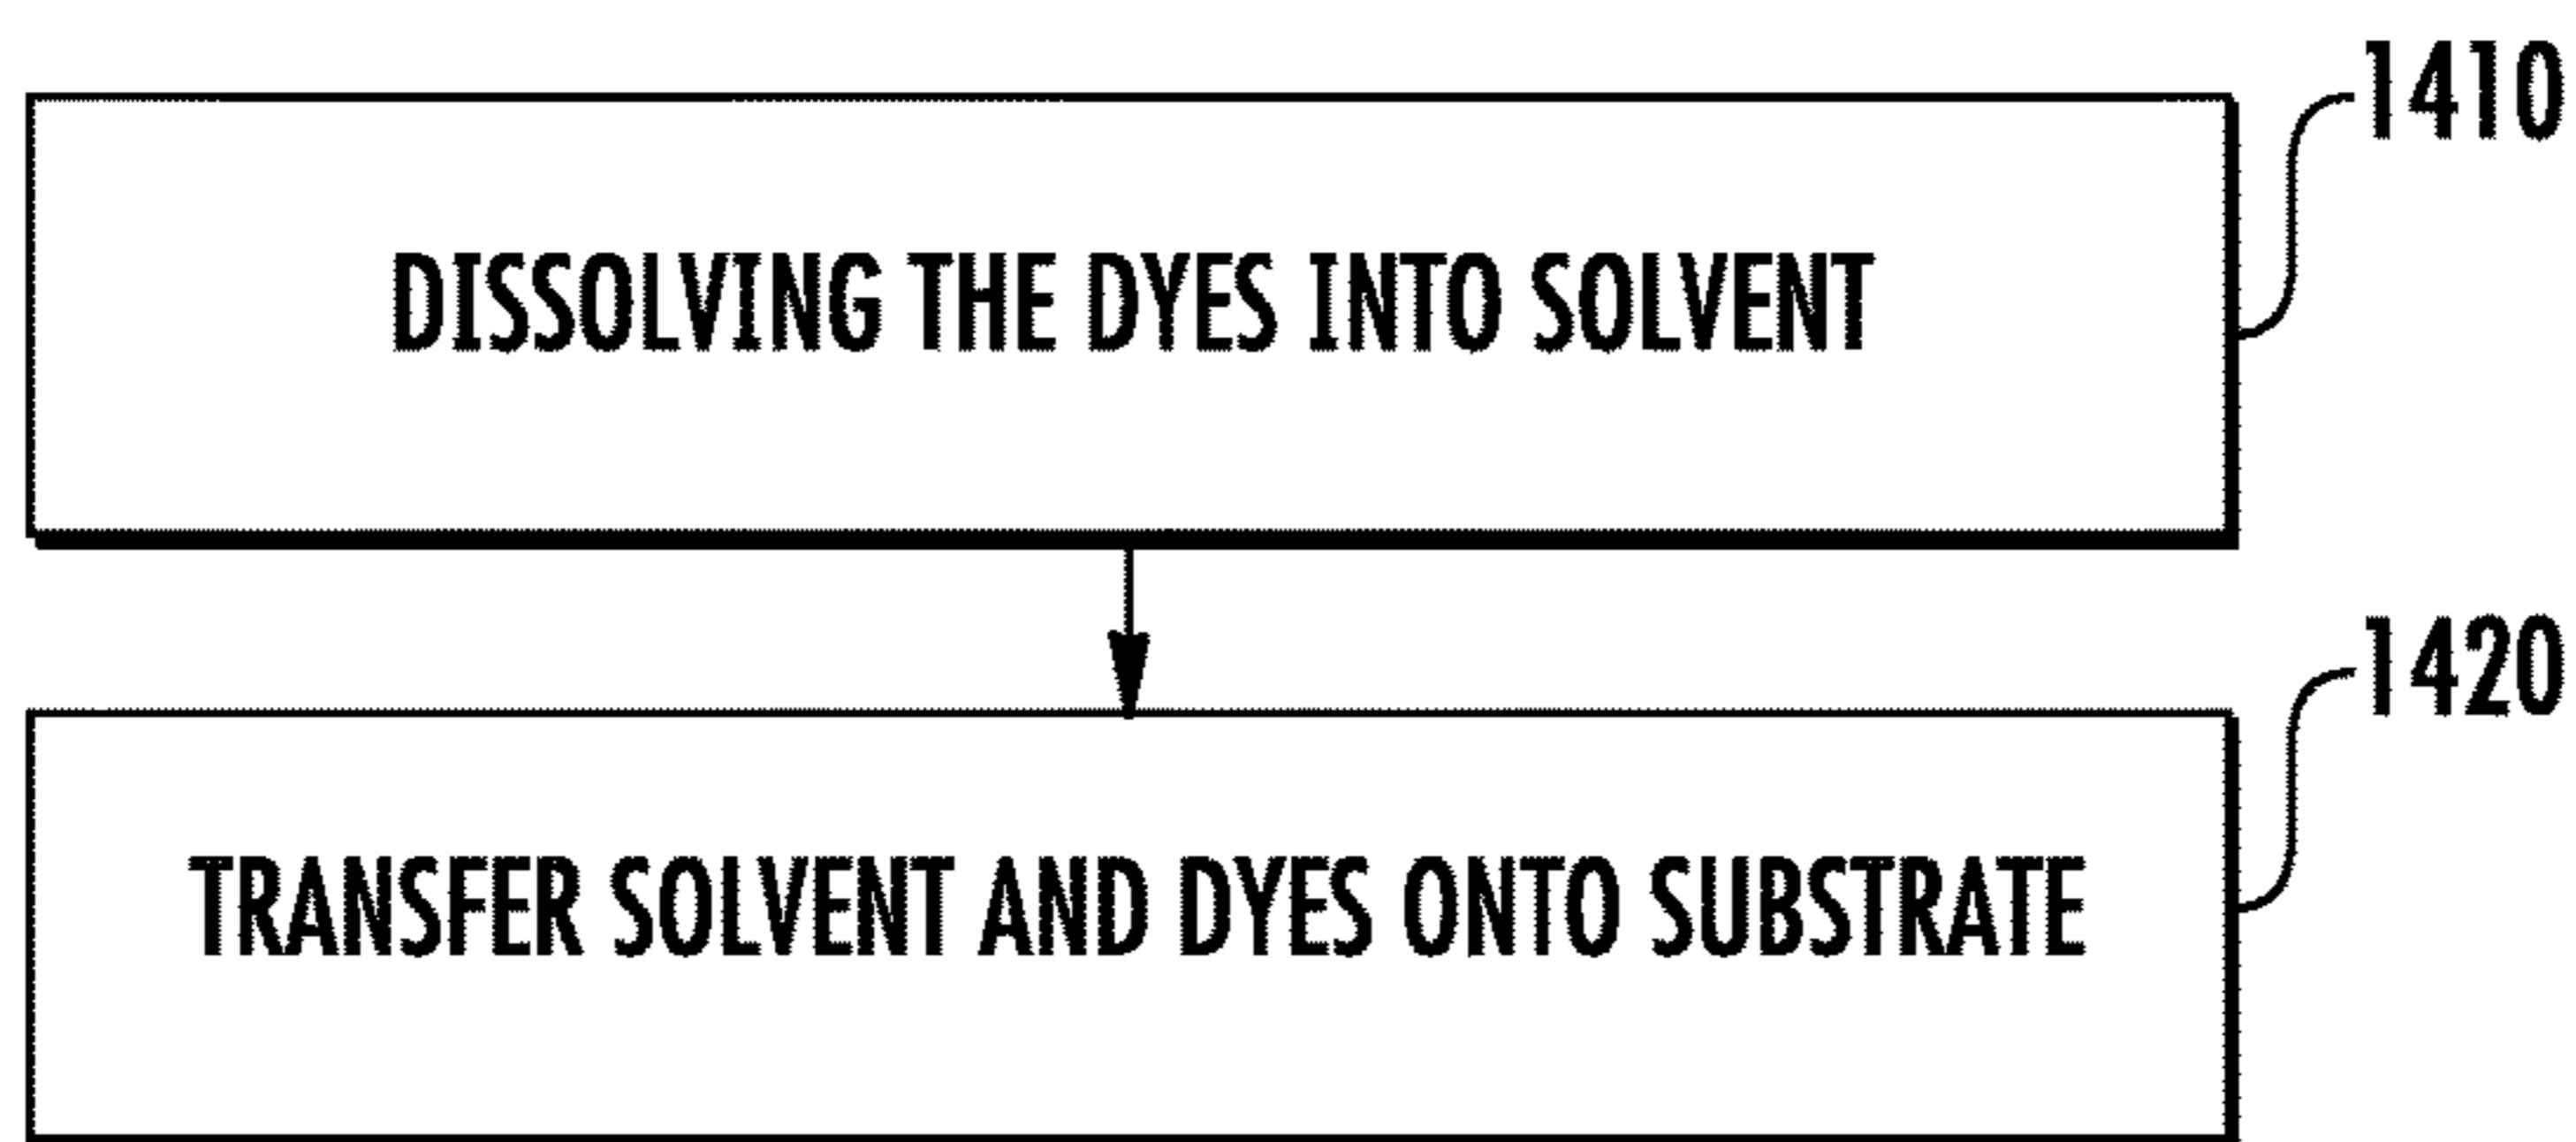 1410
DISSOLVING THE DYES INTO SOLVENT
1420
TRANSFER SOLVENT AND DYES ONTO SUBSTRATE